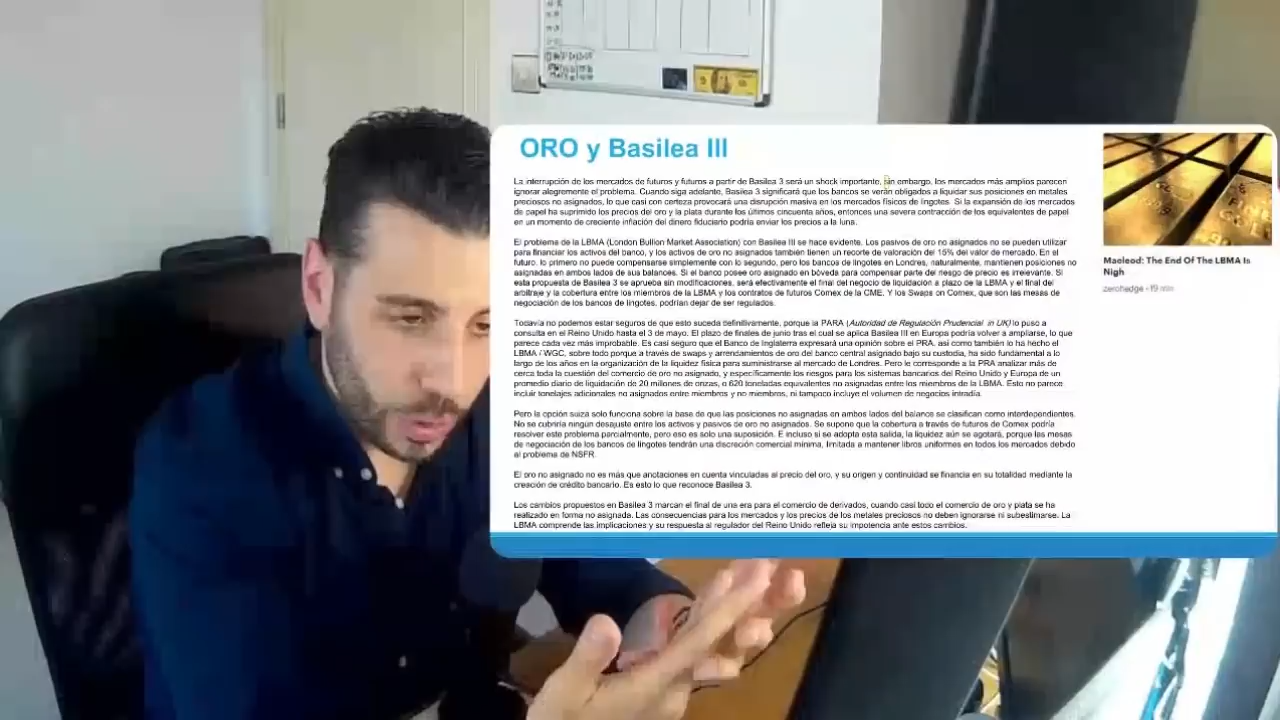 ORO y Basilea III
La interrupción de los mercados de futuros y futuros a partir de Basilea 3 será un shock importante. Sin embargo, los mercados más amplios parecen
ignorar alegremente el problema. Cuando siga adelante, Basilea 3 significará que los bancos se verán obligados a liquidar sus posiciones en metales
preciosos no asignados, lo que casi con certeza provocará una disrupción masiva en los mercados físicos de lingotes. Si la expansión de los mercados
de papel ha suprimido los precios del oro y la plata durante los últimos cincuenta años, entonces una severa contracción de los equivalentes de papel
en un momento de creciente inflación del dinero fiduciario podría enviar los precios a la luna.
El problema de la LBMA (London Bullion Market Association) con Basilea III se hace evidente. Los pasivos de oro no asignados no se pueden utilizar
para financiar los activos del banco, y los activos de oro no asignados también tienen un recorte de valoración del 15% del valor de mercado. En el
futuro, lo primero no puede compensarse simplemente con lo segundo, pero los bancos de lingotes en Londres, naturalmente, mantienen posiciones no
asignadas en ambos lados de sus balances. Si el banco posee oro asignado en bóveda para compensar parte del riesgo de precio es irrelevante. Si
esta propuesta de Basilea 3 se aprueba sin modificaciones, será efectivamente el final del negocio de liquidación a plazo de la LBMA y el final del
arbitraje y la cobertura entre los miembros de la LBMA y los contratos de futuros Comex de la CME. Y los Swaps on Comex, que son las mesas de
negociación de los bancos de lingotes, podrían dejar de ser regulados.
Todavía no podemos estar seguros de que esto suceda definitivamente, porque la PARA (Autoridad de Regulación Prudencial in UK) lo puso a
consulta en el Reino Unido hasta el 3 de mayo. El plazo de finales de junio tras el cual se aplica Basilea III en Europa podría volver a ampliarse, lo que
parece cada vez más improbable. Es casi seguro que el Banco de Inglaterra expresará una opinión sobre el PRA, así como también lo ha hecho el
LBMA / WGC, sobre todo porque a través de swaps y arrendamientos de oro del banco central asignado bajo su custodia, ha sido fundamental a lo
largo de los años en la organización de la liquidez física para suministrarse al mercado de Londres. Pero le corresponde a la PRA analizar más de
cerca toda la cuestión del comercio de oro no asignado, y específicamente los riesgos para los sistemas bancarios del Reino Unido y Europa de un
promedio diario de liquidación de 20 millones de onzas, o 620 toneladas equivalentes no asignadas entre los miembros de la LBMA. Esto no parece
incluir tonelajes adicionales no asignados entre miembros y no miembros, ni tampoco incluye el volumen de negocios intradía.
Pero la opción suiza solo funciona sobre la base de que las posiciones no asignadas en ambos lados del balance se clasifican como interdependientes.
No se cubriría ningún desajuste entre los activos y pasivos de oro no asignados. Se supone que la cobertura a través de futuros de Comex podría
resolver este problema parcialmente, pero eso es solo una suposición. E incluso si se adopta esta salida, la liquidez aún se agotará, porque las mesas
de negociación de los bancos de lingotes tendrán una discreción comercial mínima, limitada a mantener libros uniformes en todos los mercados debido
al problema de NSFR.
El oro no asignado no es más que anotaciones en cuenta vinculadas al precio del oro, y su origen y continuidad se financia en su totalidad mediante la
creación de crédito bancario. Es esto lo que reconoce Basilea 3.
Los cambios propuestos en Basilea 3 marcan el final de una era para el comercio de derivados, cuando casi todo el comercio de oro y plata se ha
realizado en forma no asignada. Las consecuencias para los mercados y los precios de los metales preciosos no deben ignorarse ni subestimarse. La
LBMA comprende las implicaciones y su respuesta al regulador del Reino Unido refleja su impotencia ante estos cambios.
Macleod: The End Of The LBMA Is
Nigh
zerohedge • 19 min